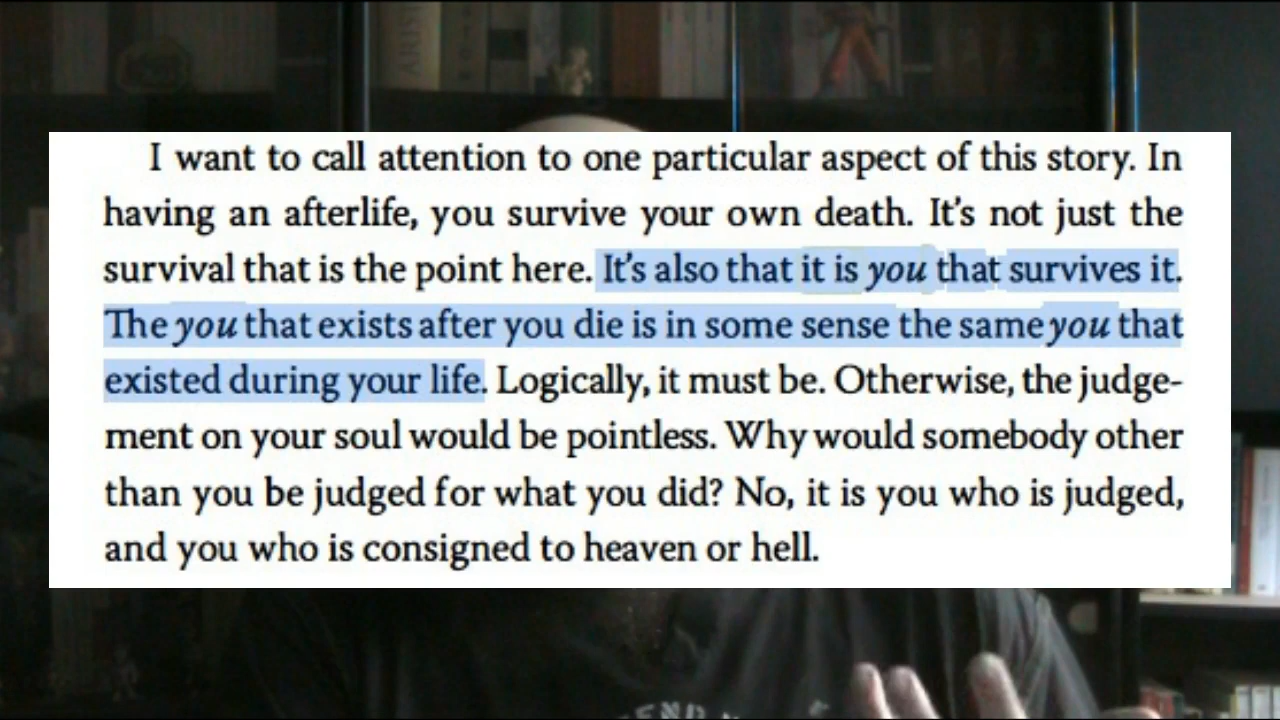 I want to call attention to one particular aspect of this story. In
having an afterlife, you survive your own death. It's not just the
survival that is the point here. It's also that it is you that survives it.
The you that exists after you die is in some sense the same you that
existed during your life. Logically, it must be. Otherwise, the judge-
ment on your soul would be pointless. Why would somebody other
than you be judged for what you did? No, it is you who is judged,
and you who is consigned to heaven or hell.